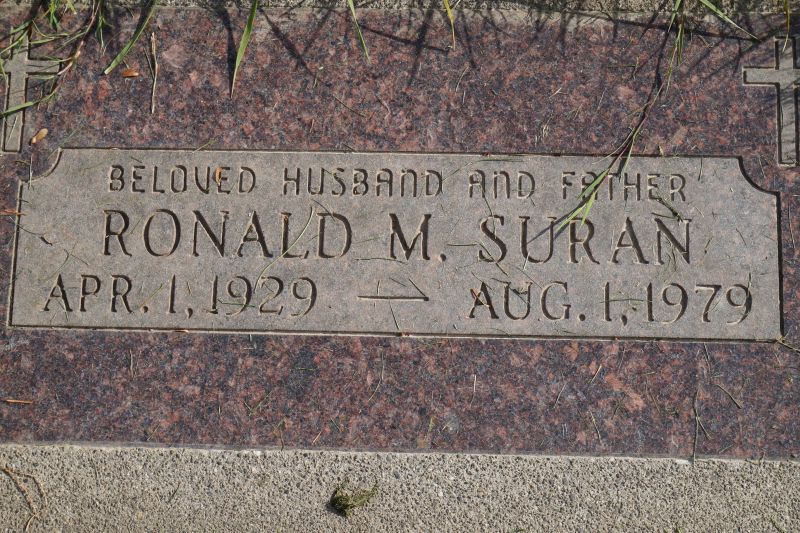 BELOVED HUSBAND AND FATHER
RONALD M. SURAN
APR. 1, 1929 — AUG. 1, 1979